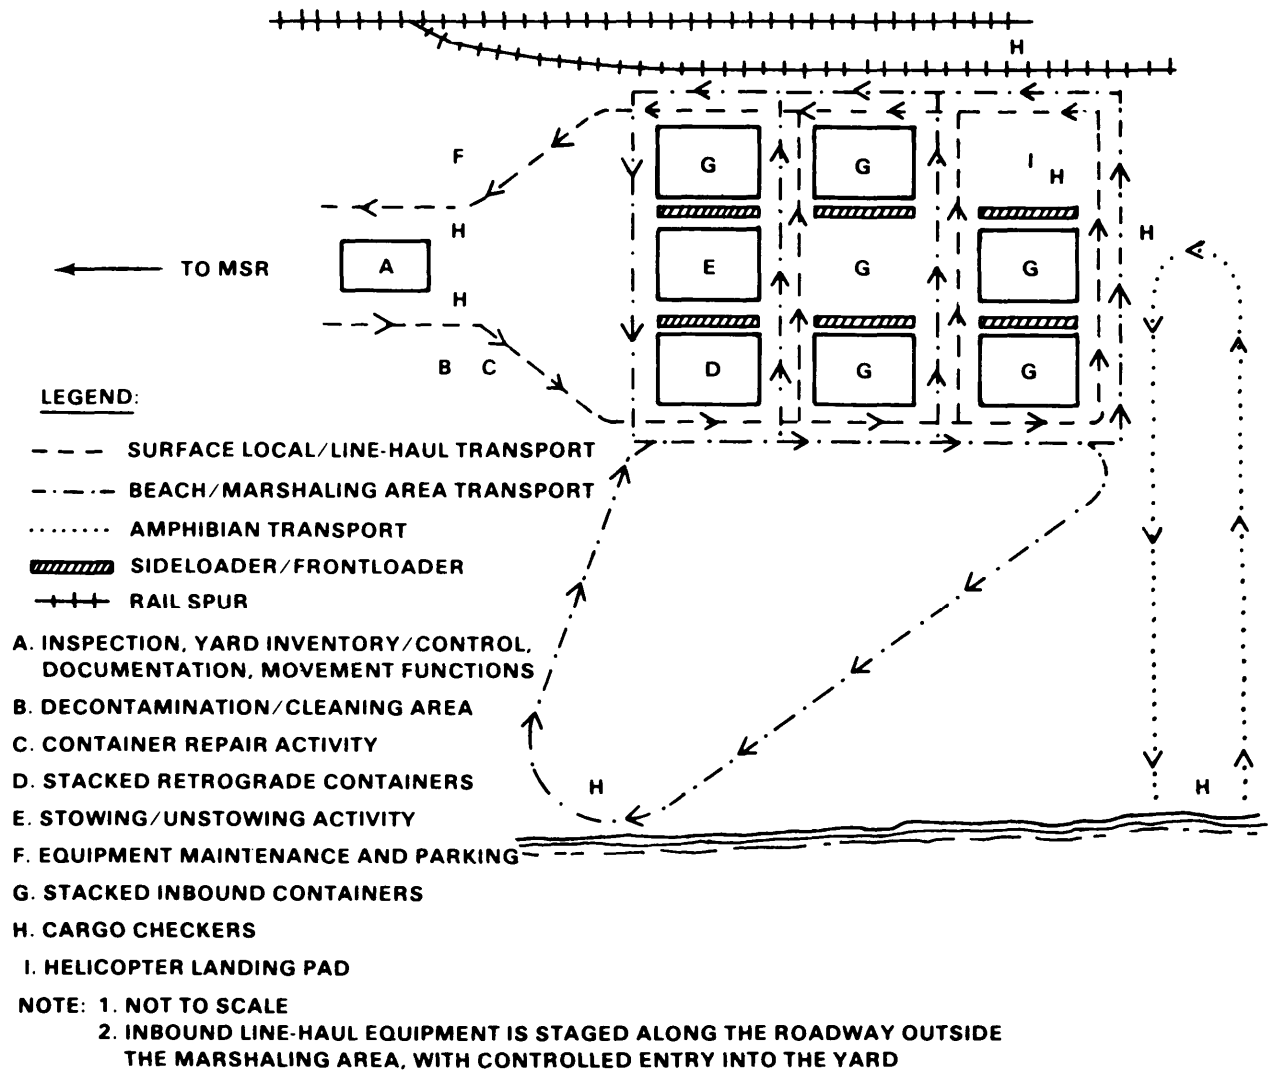 H
F
G
G
I
H
H
H
TO MSR
A
E
G
G
H
B C
D
G
G
LEGEND:
SURFACE LOCAL/LINE-HAUL TRANSPORT
BEACH/MARSHALING AREA TRANSPORT
AMPHIBIAN TRANSPORT
SIDELOADER/FRONTLOADER
RAIL SPUR
A. INSPECTION, YARD INVENTORY/CONTROL,
DOCUMENTATION, MOVEMENT FUNCTIONS
B. DECONTAMINATION/CLEANING AREA
C. CONTAINER REPAIR ACTIVITY
D. STACKED RETROGRADE CONTAINERS
H
H
E. STOWING/UNSTOWING ACTIVITY
F. EQUIPMENT MAINTENANCE AND PARKING
G. STACKED INBOUND CONTAINERS
H. CARGO CHECKERS
I. HELICOPTER LANDING PAD
NOTE: 1. NOT TO SCALE
2. INBOUND LINE-HAUL EQUIPMENT IS STAGED ALONG THE ROADWAY OUTSIDE
THE MARSHALING AREA, WITH CONTROLLED ENTRY INTO THE YARD